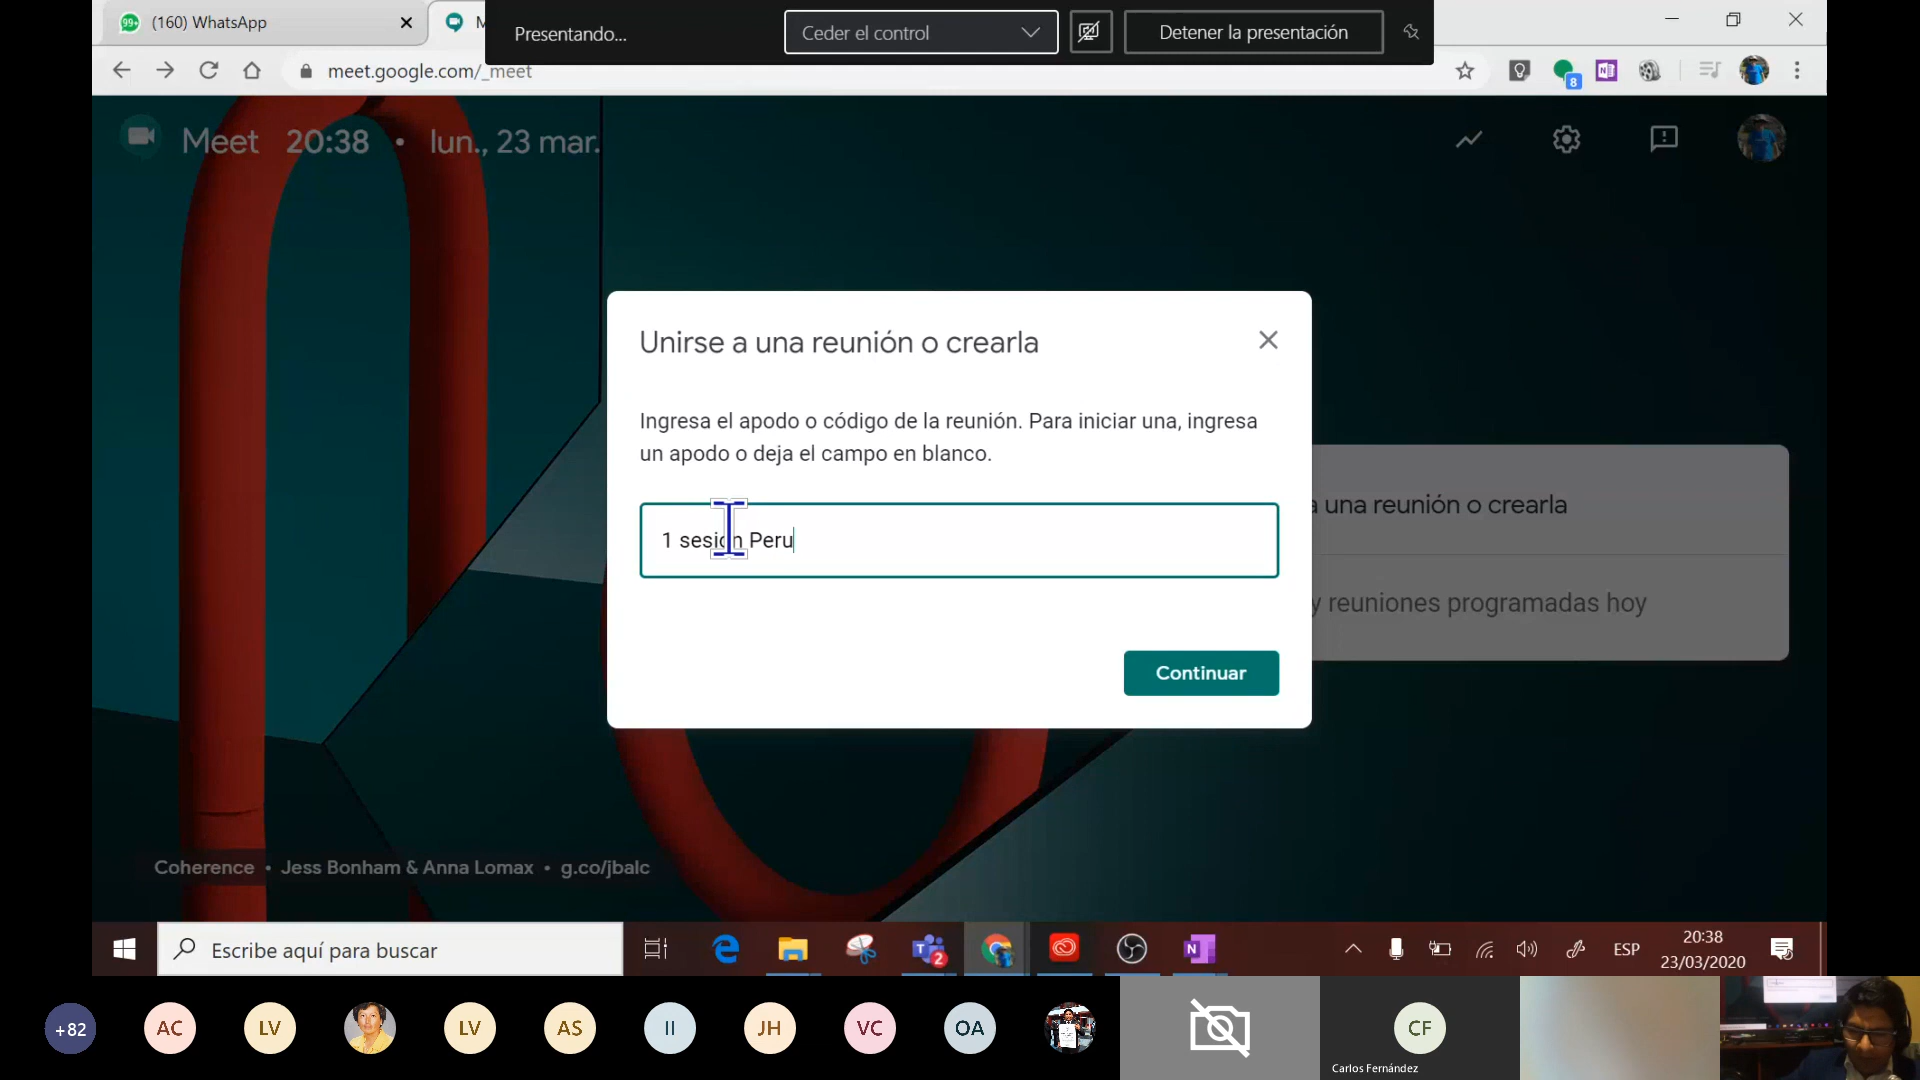 (160) WhatsApp
M
Presentando...
Ceder el control
Detener la presentación
meet.google.com/_meet
8
Meet 20:38 • lun., 23 mar.
Unirse a una reunión o crearla
Ingresa el apodo o código de la reunión. Para iniciar una, ingresa
un apodo o deja el campo en blanco.
1 sesión Peru
Continuar
a una reunión o crearla
y reuniones programadas hoy
Coherence • Jess Bonham & Anna Lomax • g.co/jbalc
Escribe aquí para buscar
2
ESP
20:38
23/03/2020
+82
AC
LV
LV
AS
II
JH
VC
OA
CF
Carlos Fernández